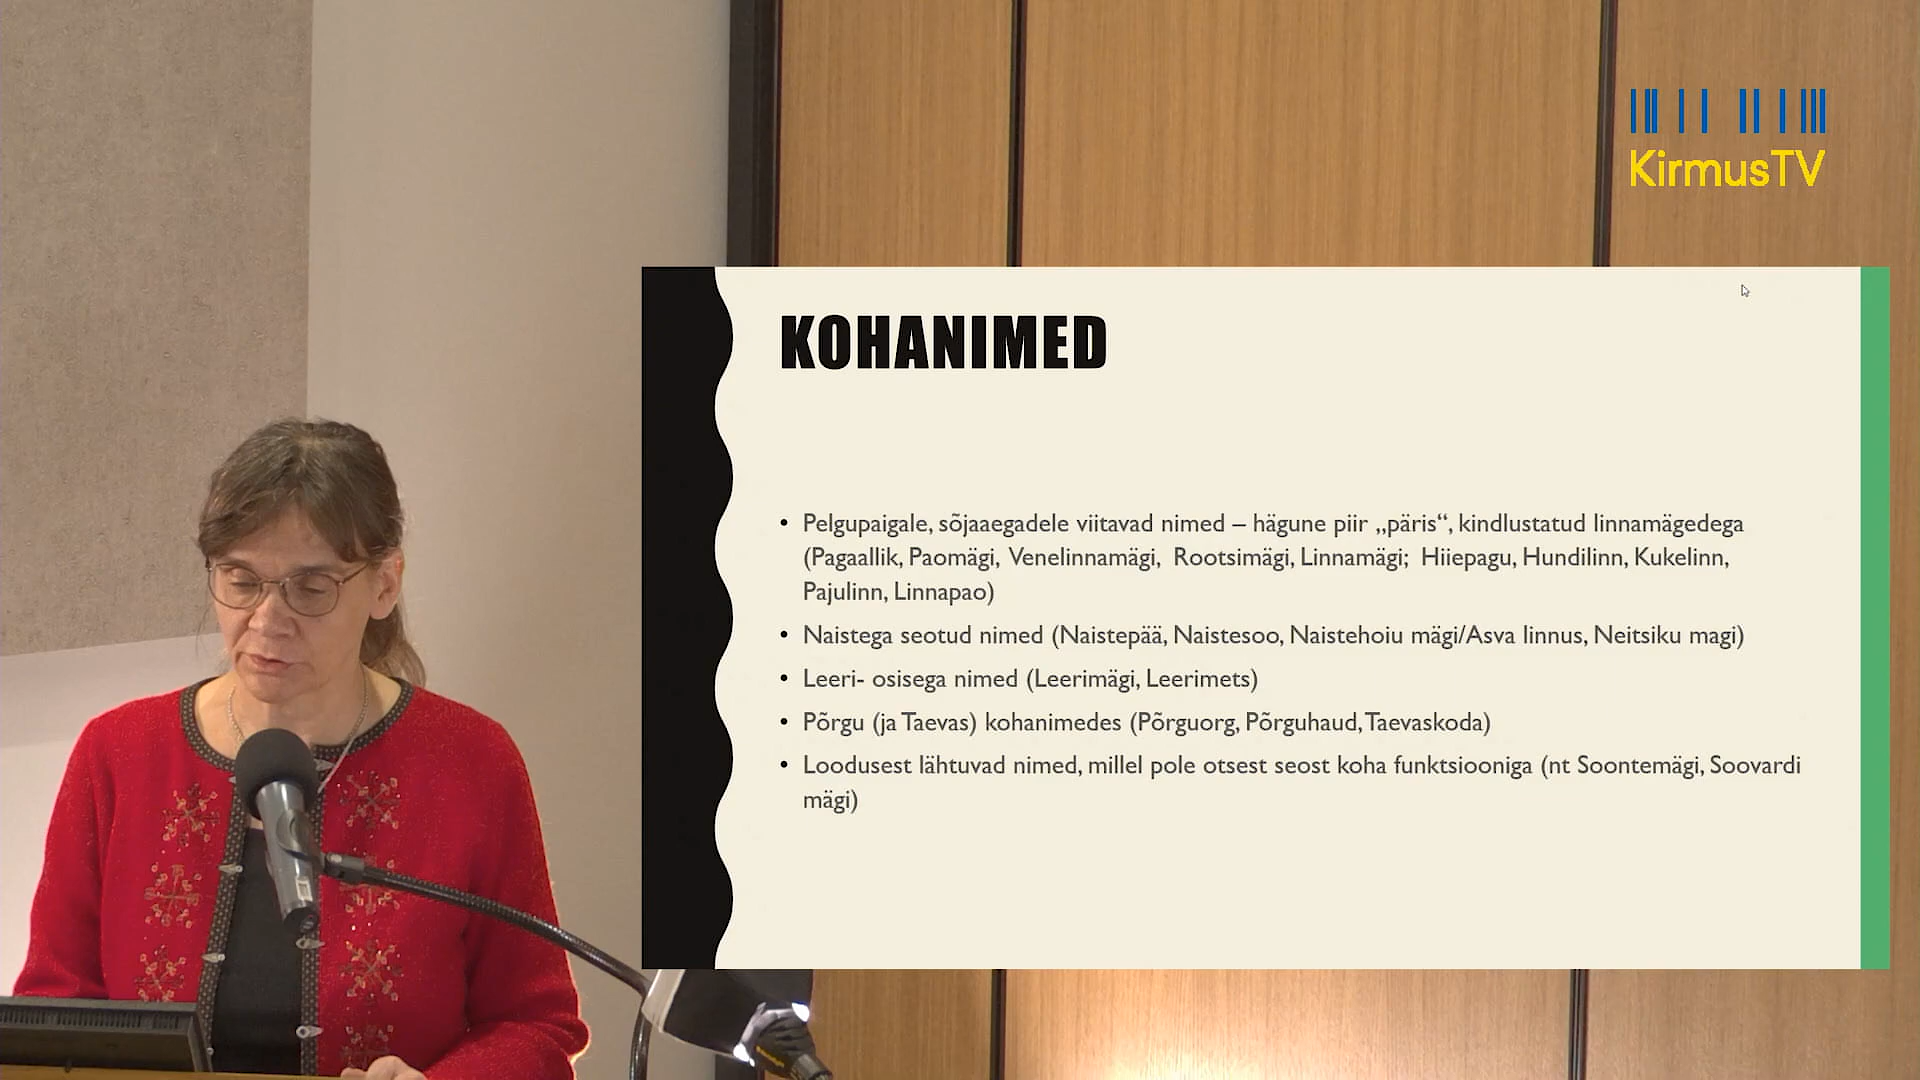 KirmusTV
KOHANIMED
• Pelgupaigale, sõjaaegadele viitavad nimed – hägune piir „päris“, kindlustatud linnamägedega
(Pagaallik, Paomägi, Venelinnamägi, Rootsimägi, Linnamägi; Hiiepagu, Hundilinn, Kukelinn,
Pajulinn, Linnapao)
• Naistega seotud nimed (Naistepää, Naistesoo, Naistehoiu mägi/Asva linnus, Neitsiku magi)
• Leeri- osisega nimed (Leerimägi, Leerimets)
• Põrgu (ja Taevas) kohanimedes (Põrguorg, Põrguhaud, Taevaskoda)
• Loodusest lähtuvad nimed, millel pole otsest seost koha funktsiooniga (nt Soontemägi, Soovardi
mägi)